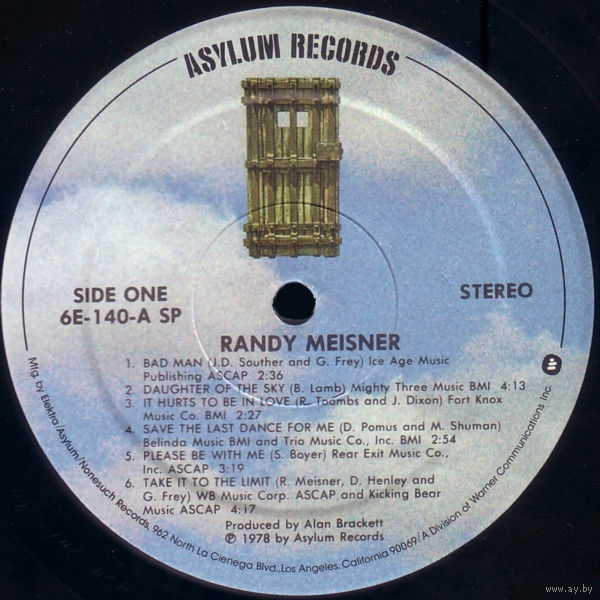 ASYLUM RECORDS
SIDE ONE
6E-140-A SP
STEREO
RANDY MEISNER
1. BAD MAN (J.D. Souther and G. Frey) Ice Age Music
Publishing ASCAP 2:36
2. DAUGHTER OF THE SKY (B. Lamb) Mighty Three Music BMI 4:13
3. IT HURTS TO BE IN LOVE (R. Toombs and J. Dixon) Fort Knox
Music Co. BMI 2:27
4. SAVE THE LAST DANCE FOR ME (D. Pomus and M. Shuman)
Belinda Music BMI and Trio Music Co., Inc. BMI 2:54
5. PLEASE BE WITH ME (S. Boyer) Rear Exit Music Co.,
Inc. ASCAP 3:19
6. TAKE IT TO THE LIMIT (R. Meisner, D. Henley and
G. Frey) WB Music Corp. ASCAP and Kicking Bear
Music ASCAP 4:17
Produced by Alan Brackett
℗ 1978 by Asylum Records
Mfg. by Elektra/Asylum/Nonesuch Records, 962 North La Cienega Blvd., Los Angeles, California 90069/A Division of Warner Communications Inc.
www.ay.by